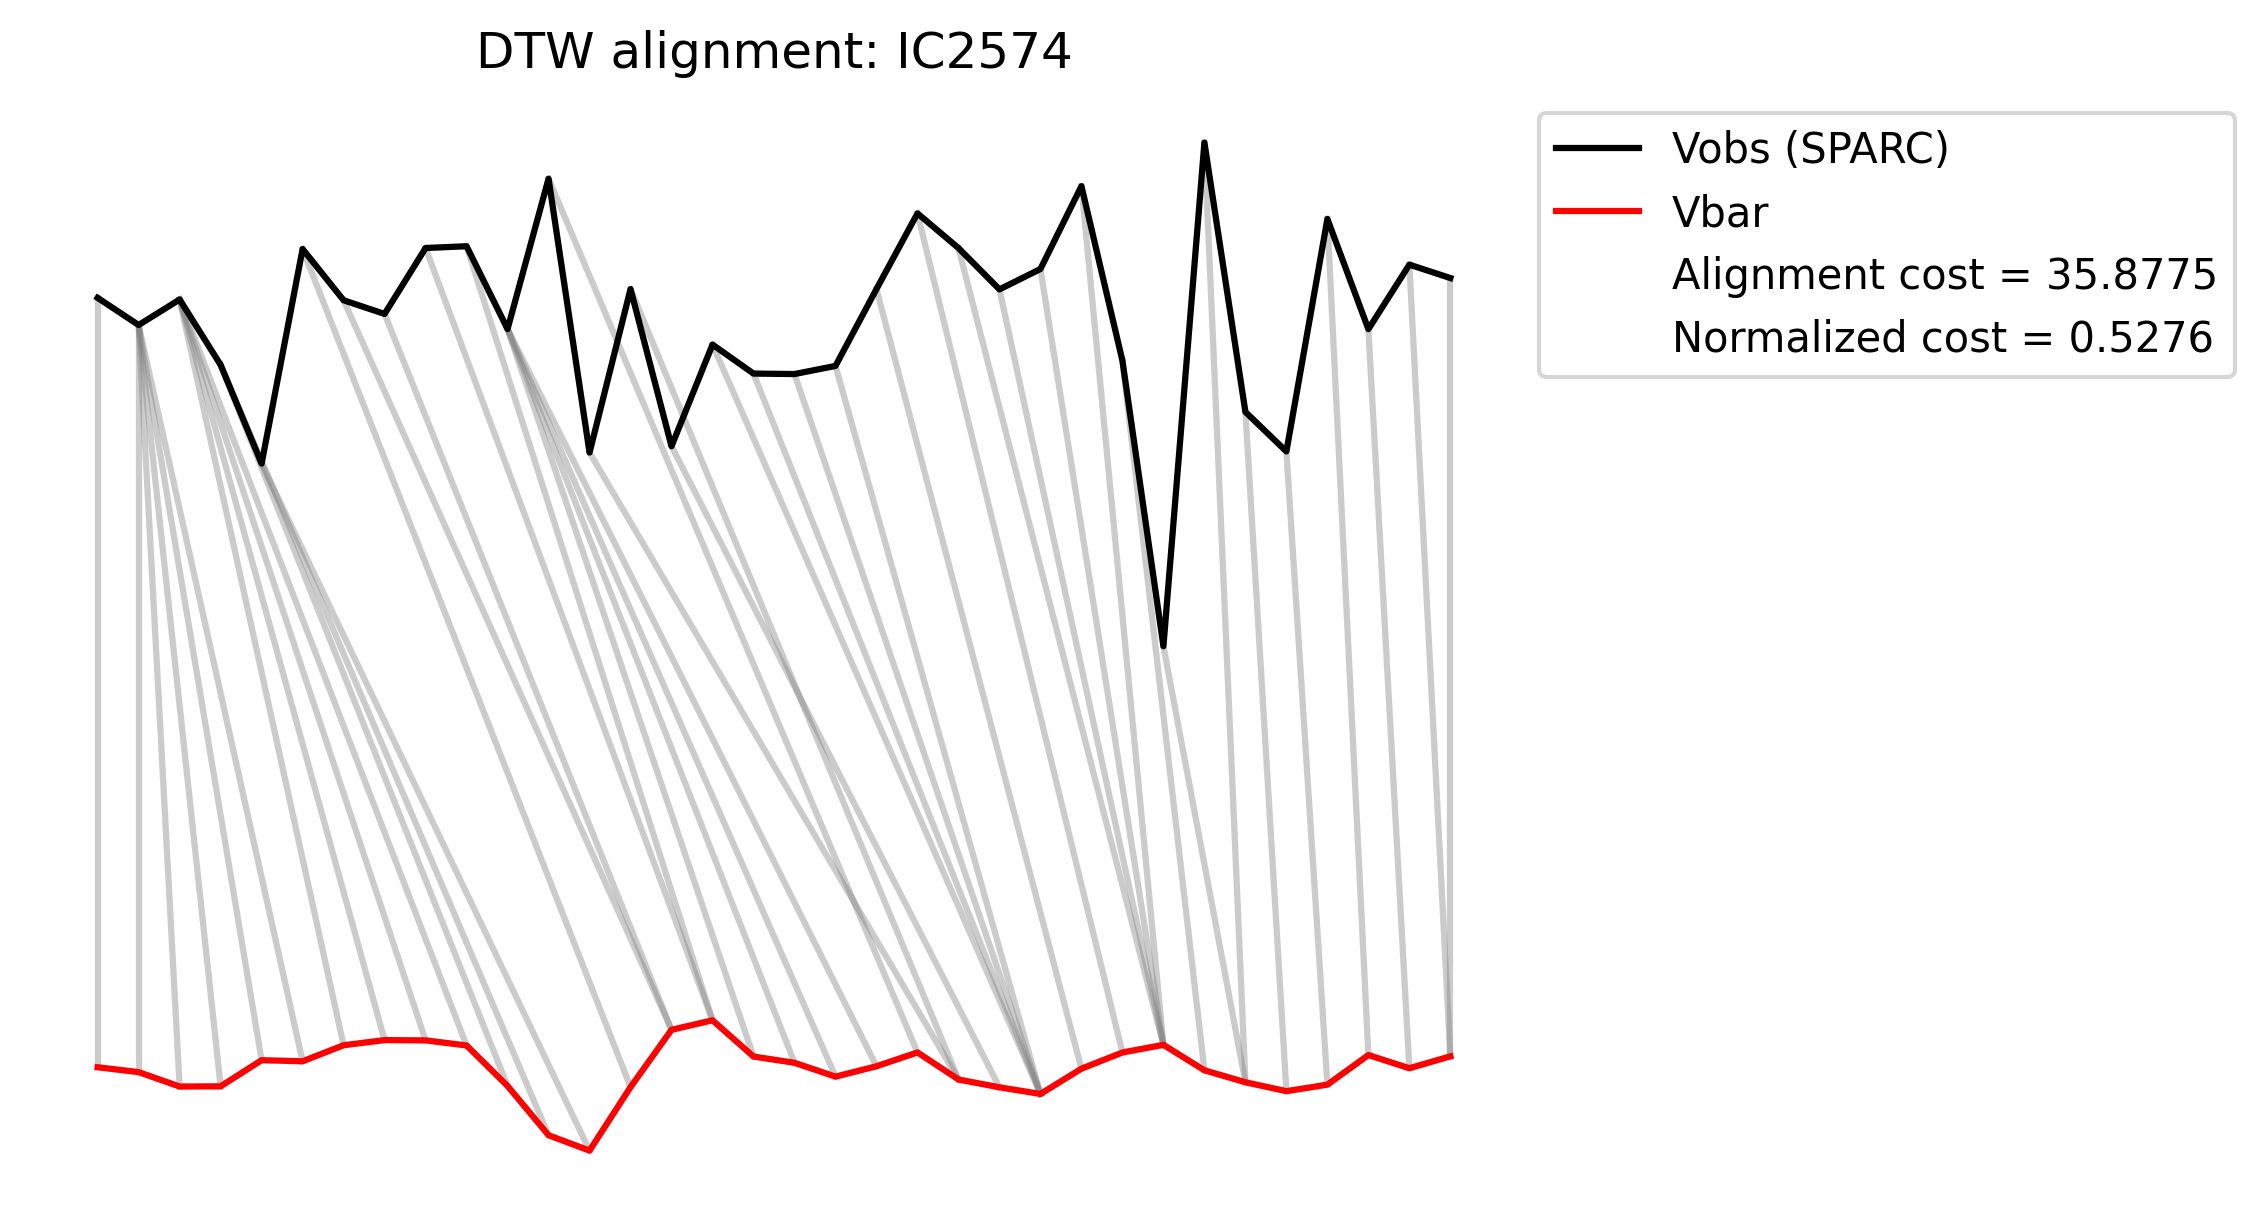 DTW alignment: IC2574
Vobs (SPARC)
Vbar
Alignment cost = 35.8775
Normalized cost = 0.5276